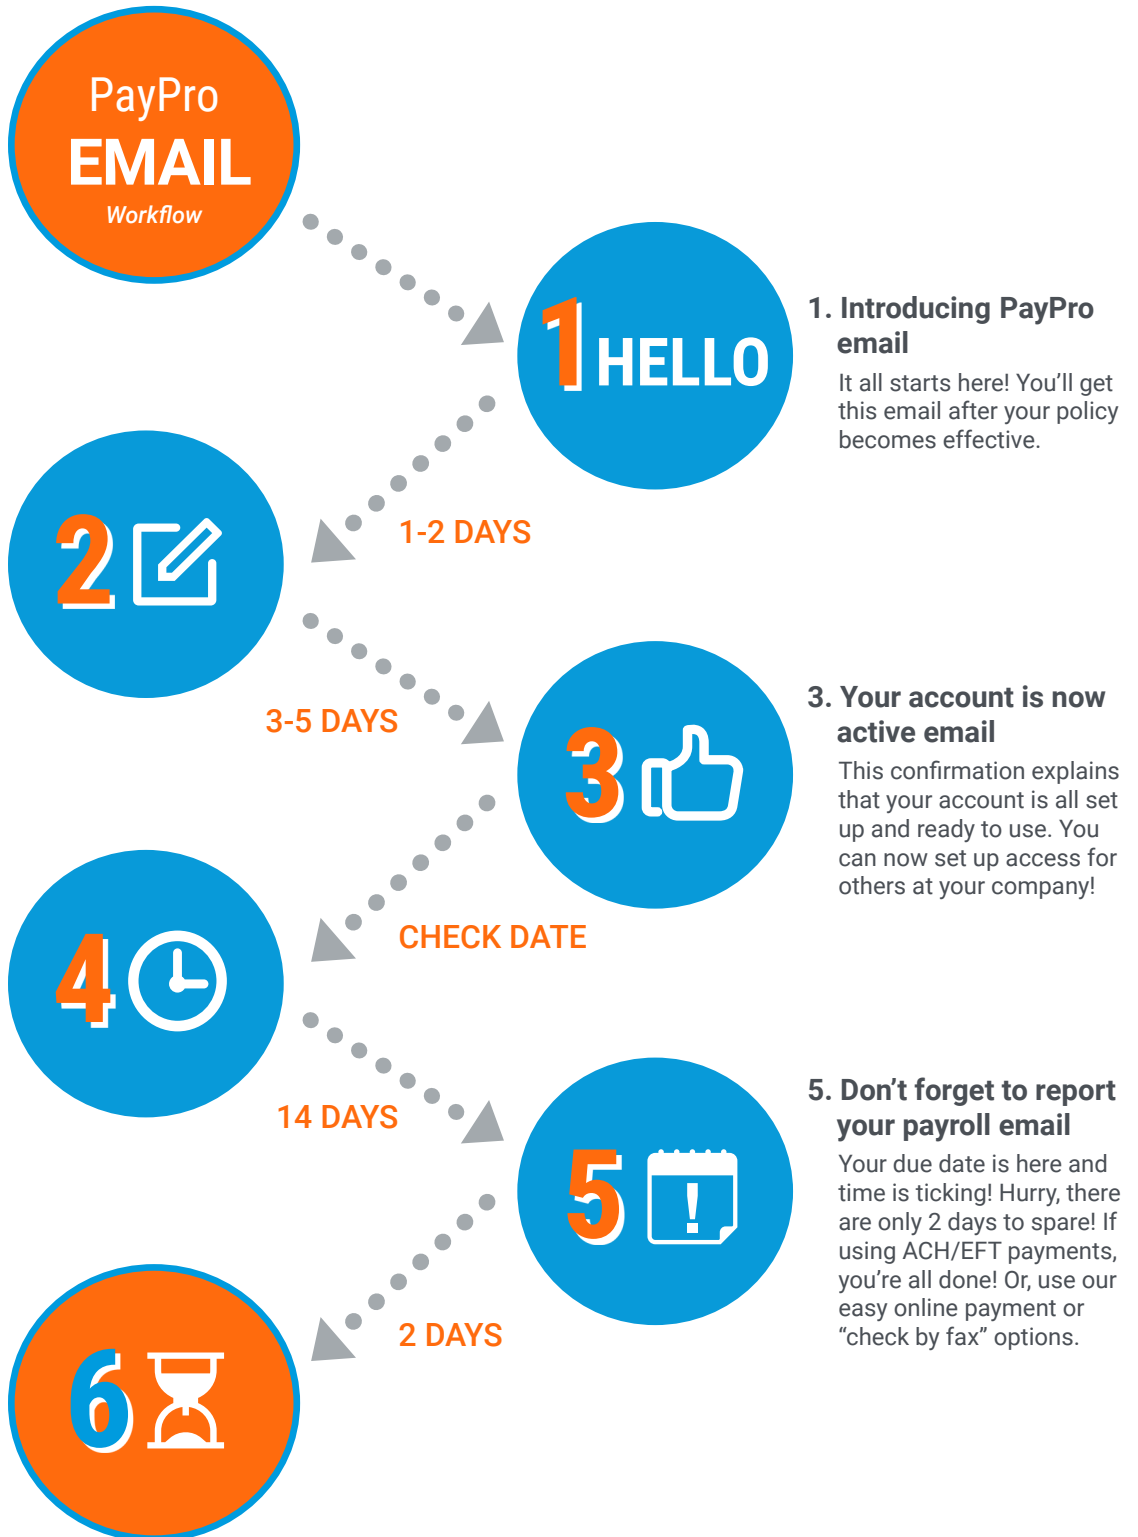 PayPro
EMAIL
Workflow
1 HELLO
1. Introducing PayPro
email
It all starts here! You’ll get
this email after your policy
becomes effective.
1-2 DAYS
2
3-5 DAYS
3
3. Your account is now
active email
This confirmation explains
that your account is all set
up and ready to use. You
can now set up access for
others at your company!
CHECK DATE
4
14 DAYS
5
!
5. Don’t forget to report
your payroll email
Your due date is here and
time is ticking! Hurry, there
are only 2 days to spare! If
using ACH/EFT payments,
you’re all done! Or, use our
easy online payment or
“check by fax” options.
2 DAYS
6